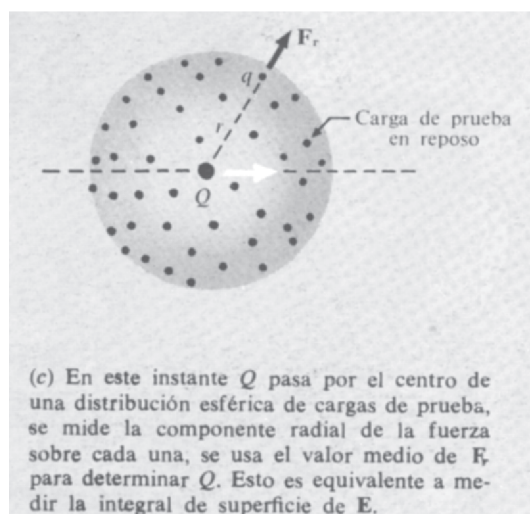 F_r
q
r
Carga de prueba
en reposo
Q
(c) En este instante Q pasa por el centro de
una distribución esférica de cargas de prueba,
se mide la componente radial de la fuerza
sobre cada una, se usa el valor medio de F_r
para determinar Q. Esto es equivalente a me-
dir la integral de superficie de E.